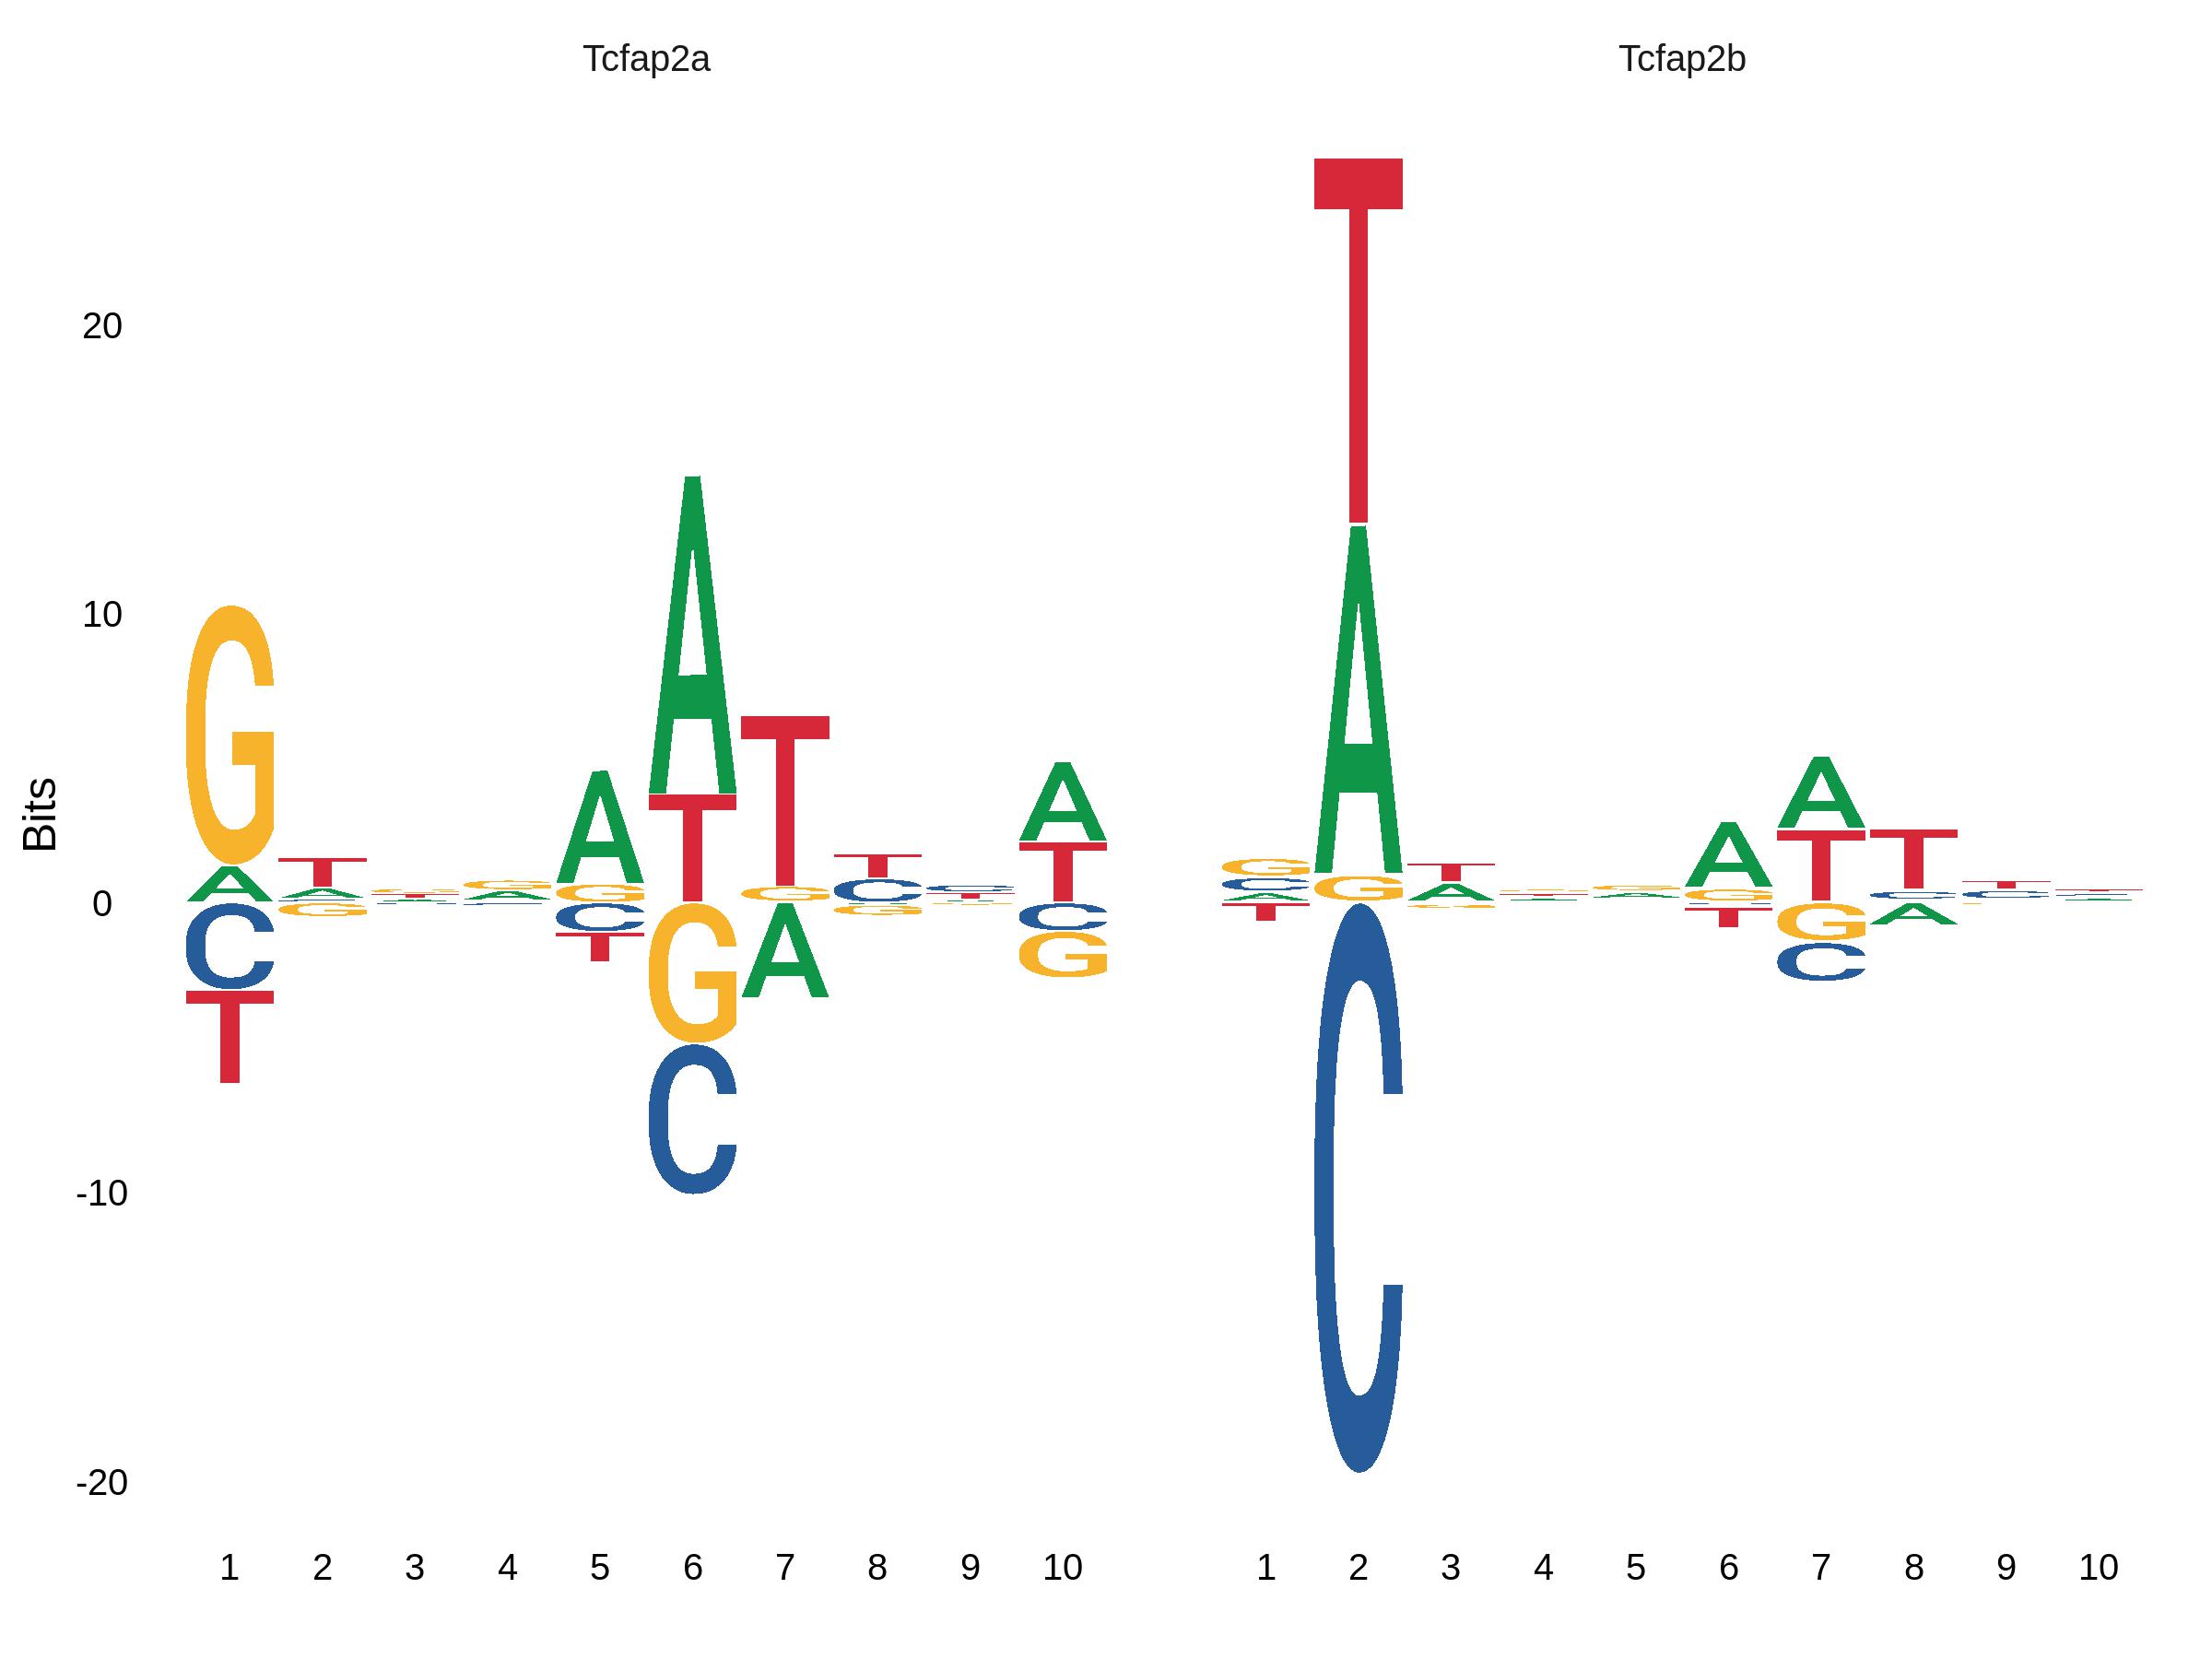 Tcfap2a Tcfap2b
20
10
0
-10
-20
Bits
G A C T
T A C G
G T A C
G A C
A G C T
A T G C
T G A
T C G
C T A G
A T C G
G C A T
T A G C
T A G
G T A
G A
A G C T
A T G C
T C A
T C
T C A
1 2 3 4 5 6 7 8 9 10 1 2 3 4 5 6 7 8 9 10